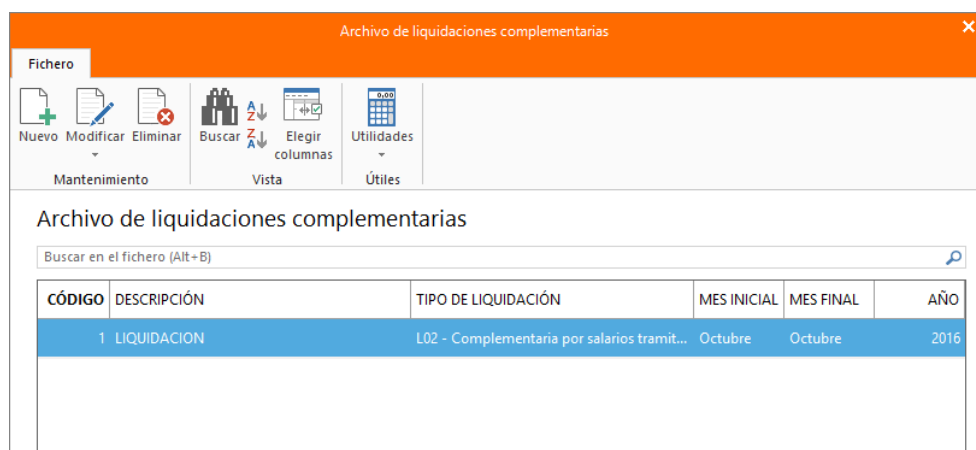 Archivo de liquidaciones complementarias
Fichero
Nuevo Modificar Eliminar
Buscar
A
Z
Z
A
Elegir
columnas
0,00
Utilidades
Mantenimiento Vista Útiles
Archivo de liquidaciones complementarias
Buscar en el fichero (Alt+B)
CÓDIGO DESCRIPCIÓN TIPO DE LIQUIDACIÓN MES INICIAL MES FINAL AÑO
1 LIQUIDACION L02 - Complementaria por salarios tramit... Octubre Octubre 2016